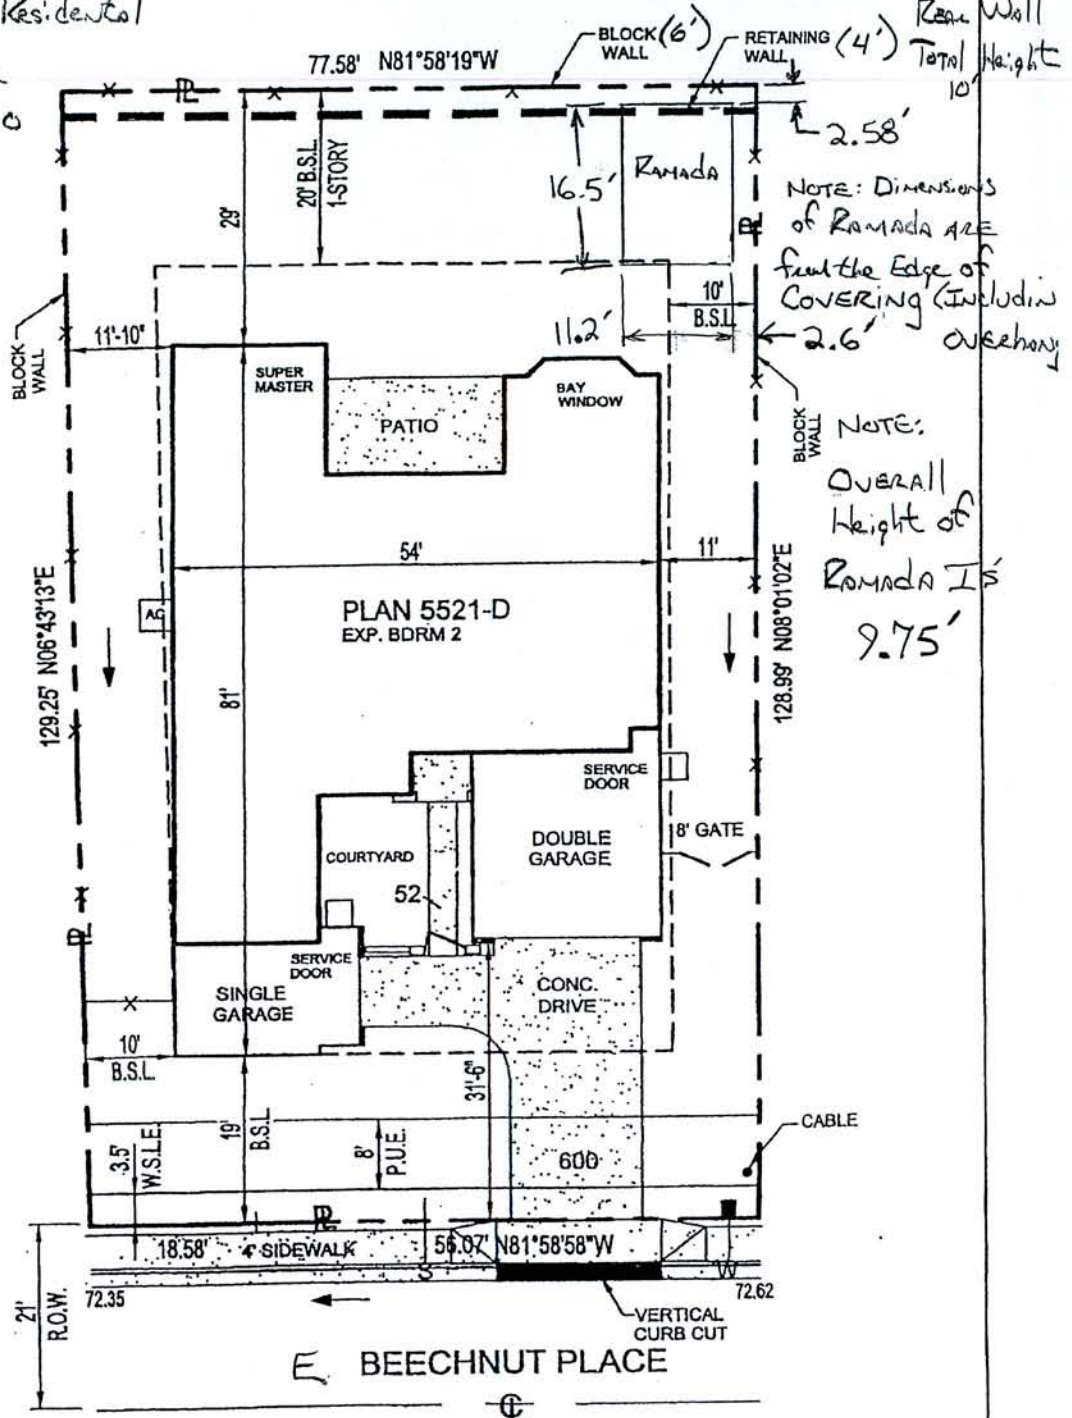 Residental
Rear Wall
Total Height
10'
BLOCK (6')
WALL
RETAINING (4')
WALL
77.58' N81°58'19"W
PL
2.58'
20' B.S.L.
1-STORY
29'
16.5'
Ramada
NOTE: Dimensions
of Ramada ARE
the Edge of
COVERING (Includin
Overhang
PL
10'
B.S.L.
11.2'
2.6'
BLOCK
WALL
11'-10"
SUPER
MASTER
PATIO
BAY
WINDOW
BLOCK
WALL
NOTE:
Overall
Height of
Ramada Is
9.75'
54'
11'
129.25' N06°43'13"E
128.99' N08°01'02"E
AC
PLAN 5521-D
EXP. BDRM 2
81'
SERVICE
DOOR
DOUBLE
GARAGE
8' GATE
COURTYARD
52
PL
SERVICE
DOOR
SINGLE
GARAGE
CONC.
DRIVE
10'
B.S.L.
31'-6"
19'
B.S.L.
3.5'
W.S.L.E.
8'
P.U.E.
600
CABLE
PL
18.58'
4' SIDEWALK
56.07' N81°58'58"W
S
W
72.35
72.62
21'
R.O.W.
VERTICAL
CURB CUT
E. BEECHNUT PLACE
CL